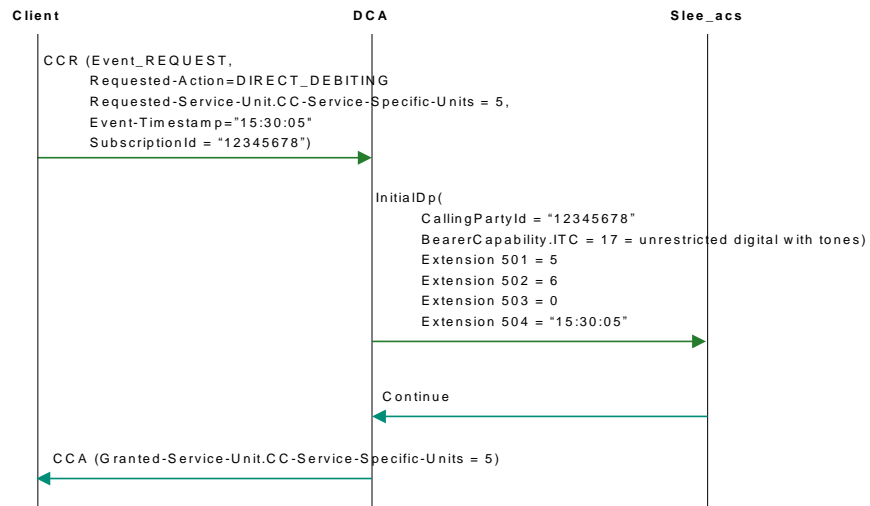 Client DCA Slee_acs
CCR (Event_REQUEST,
Requested-Action=DIRECT_DEBITING
Requested-Service-Unit.CC-Service-Specific-Units = 5,
Event-Timestamp=”15:30:05"
SubscriptionId = “12345678”)
InitialDp(
CallingPartyId = “12345678”
BearerCapability.ITC = 17 = unrestricted digital with tones)
Extension 501 = 5
Extension 502 = 6
Extension 503 = 0
Extension 504 = “15:30:05”
Continue
CCA (Granted-Service-Unit.CC-Service-Specific-Units = 5)